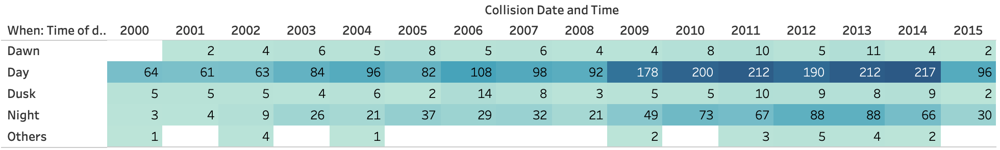 Collision Date and Time
When: Time of d.. 2000 2001 2002 2003 2004 2005 2006 2007 2008 2009 2010 2011 2012 2013 2014 2015
Dawn 2 4 6 5 8 5 6 4 4 8 10 5 11 4 2
Day 64 61 63 84 96 82 108 98 92 178 200 212 190 212 217 96
Dusk 5 5 5 4 6 2 14 8 3 5 5 10 9 8 9 2
Night 3 4 9 26 21 37 29 32 21 49 73 67 88 88 66 30
Others 1 4 1 2 3 5 4 2